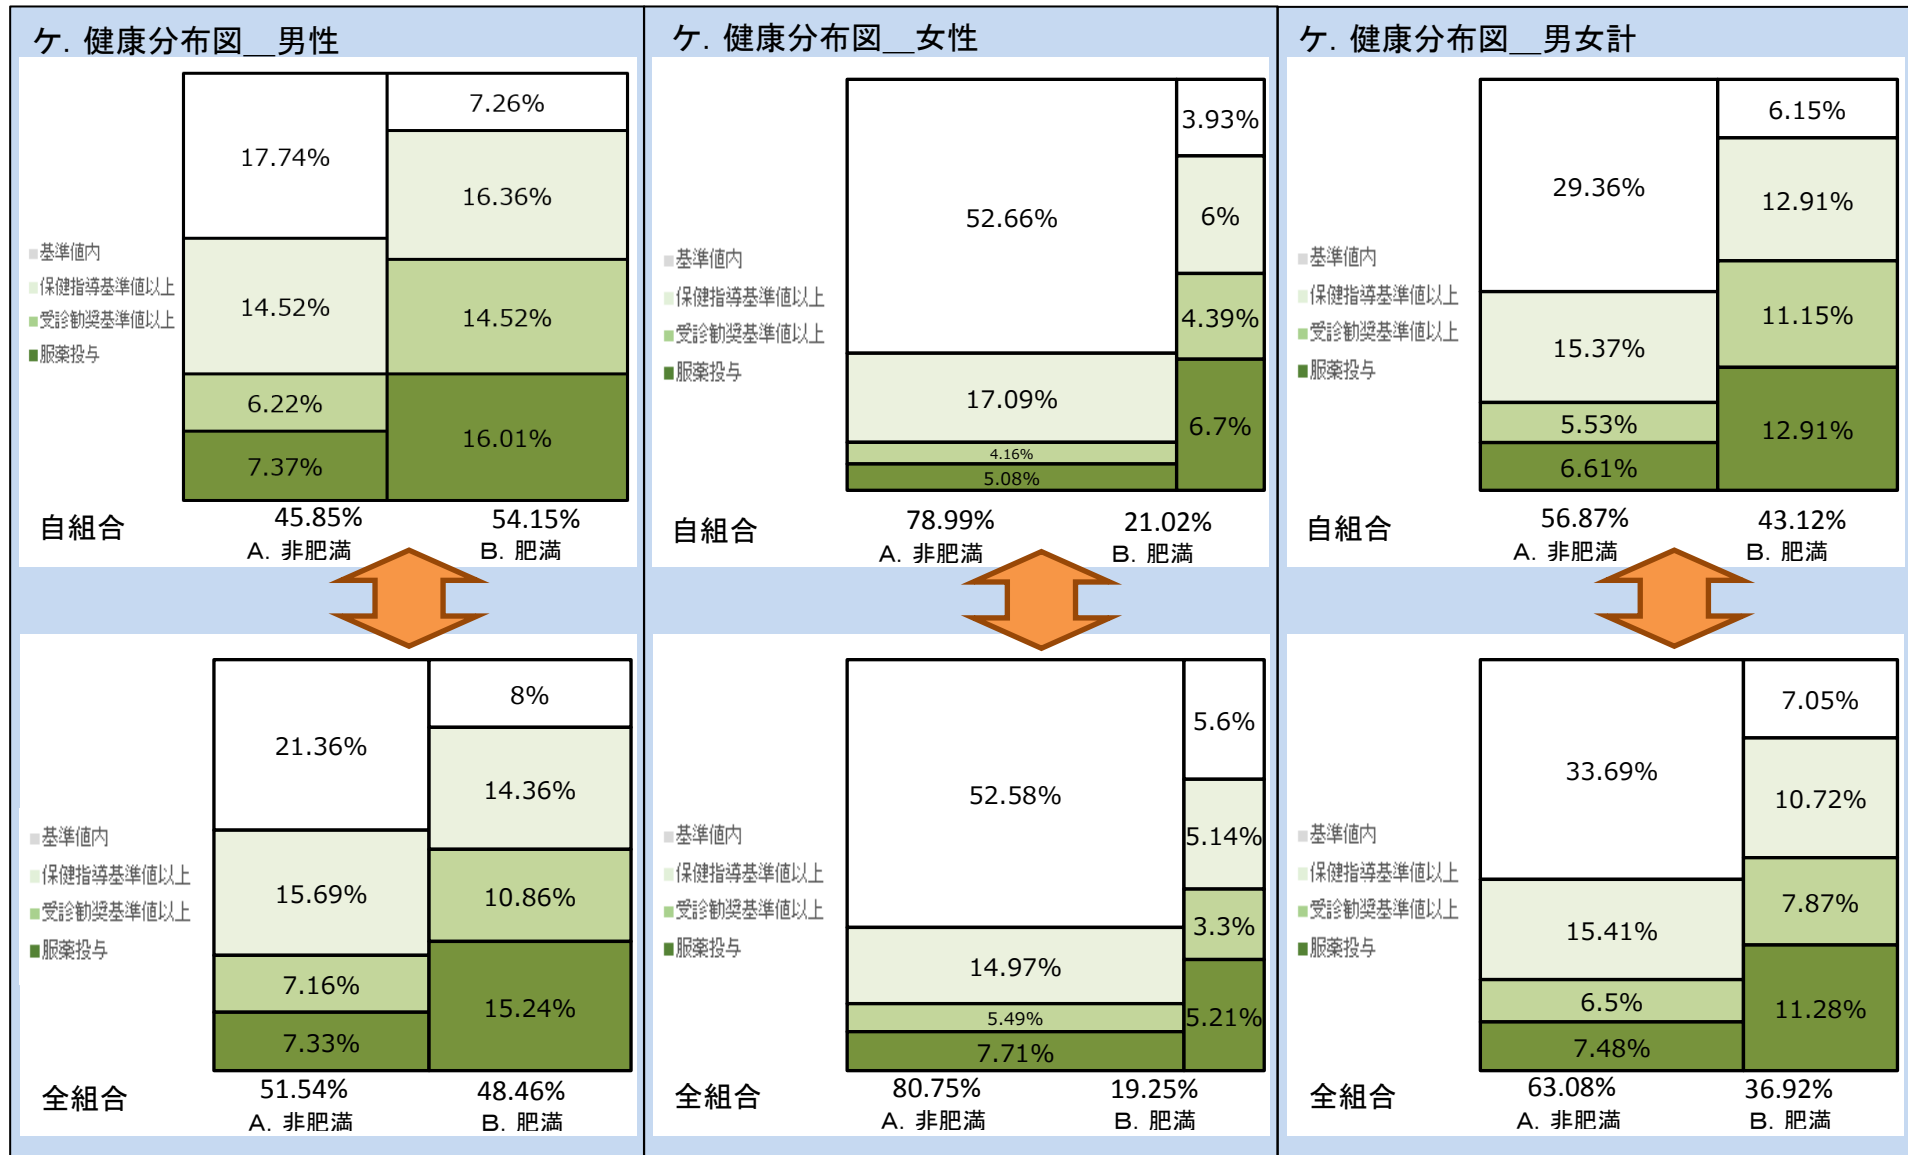 ケ. 健康分布図__男性
17.74%
7.26%
16.36%
14.52%
14.52%
6.22%
16.01%
7.37%
基準値内
保健指導基準値以上
受診勧奨基準値以上
服薬投与
自組合
45.85%
54.15%
A. 非肥満
B. 肥満
21.36%
8%
14.36%
15.69%
10.86%
7.16%
15.24%
7.33%
基準値内
保健指導基準値以上
受診勧奨基準値以上
服薬投与
全組合
51.54%
48.46%
A. 非肥満
B. 肥満
ケ. 健康分布図__女性
3.93%
52.66%
6%
4.39%
17.09%
6.7%
4.16%
5.08%
基準値内
保健指導基準値以上
受診勧奨基準値以上
服薬投与
自組合
78.99%
21.02%
A. 非肥満
B. 肥満
5.6%
52.58%
5.14%
3.3%
14.97%
5.49%
5.21%
7.71%
基準値内
保健指導基準値以上
受診勧奨基準値以上
服薬投与
全組合
80.75%
19.25%
A. 非肥満
B. 肥満
ケ. 健康分布図__男女計
6.15%
29.36%
12.91%
11.15%
15.37%
5.53%
12.91%
6.61%
基準値内
保健指導基準値以上
受診勧奨基準値以上
服薬投与
自組合
56.87%
43.12%
A. 非肥満
B. 肥満
7.05%
33.69%
10.72%
7.87%
15.41%
6.5%
11.28%
7.48%
基準値内
保健指導基準値以上
受診勧奨基準値以上
服薬投与
全組合
63.08%
36.92%
A. 非肥満
B. 肥満